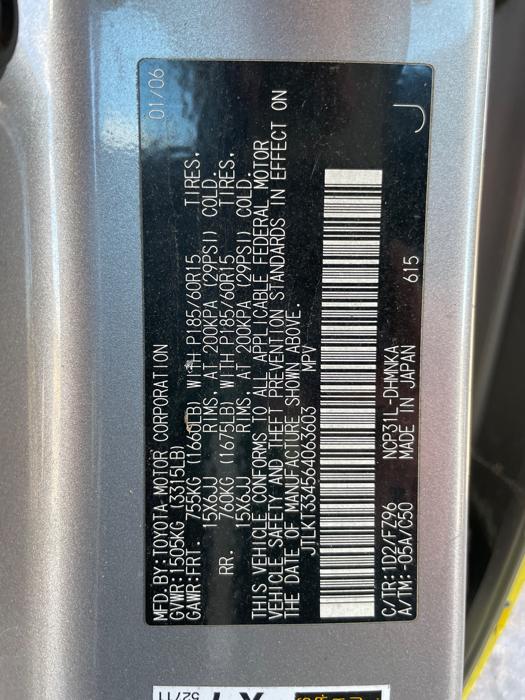 MFD.BY:TOYOTA MOTOR CORPORATION 01/06
GVWR:1505KG (3315LB)
GAWR:FRT. 755KG (1665LB) WITH P185/60R15 TIRES,
15X6JJ RIMS, AT 200KPA (29PSI) COLD.
RR. 760KG (1675LB) WITH P185/60R15 TIRES,
15X6JJ RIMS, AT 200KPA (29PSI) COLD.
THIS VEHICLE CONFORMS TO ALL APPLICABLE FEDERAL MOTOR
VEHICLE SAFETY AND THEFT PREVENTION STANDARDS IN EFFECT ON
THE DATE OF MANUFACTURE SHOWN ABOVE.
JTLKT334564063603 MPV
C/TR:1D2/FZ96 NCP31L-DHMNKA
A/TM:-05A/C50 MADE IN JAPAN 615 J
52711